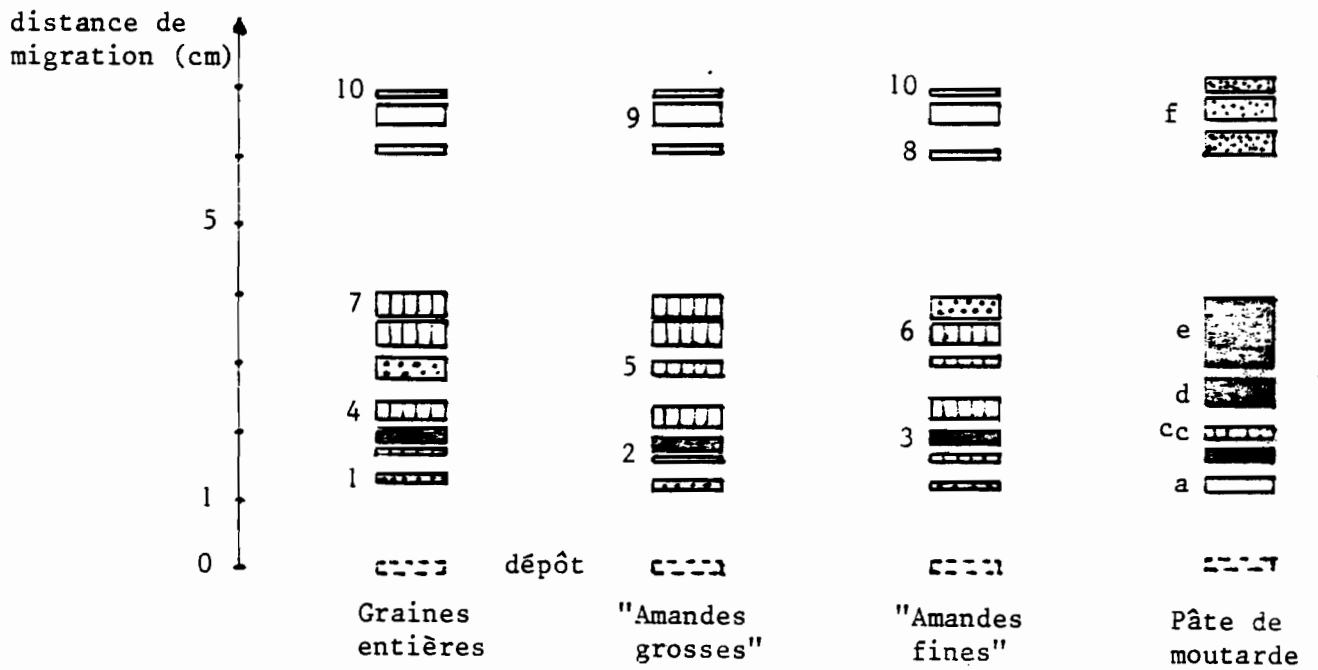 distance de
migration (cm)
10
9
10
8
f
5
7
5
6
e
d
4
3
cc
2
1
a
1
0
dépôt
Graines
entières
"Amandes
grosses"
"Amandes
fines"
Pâte de
moutarde